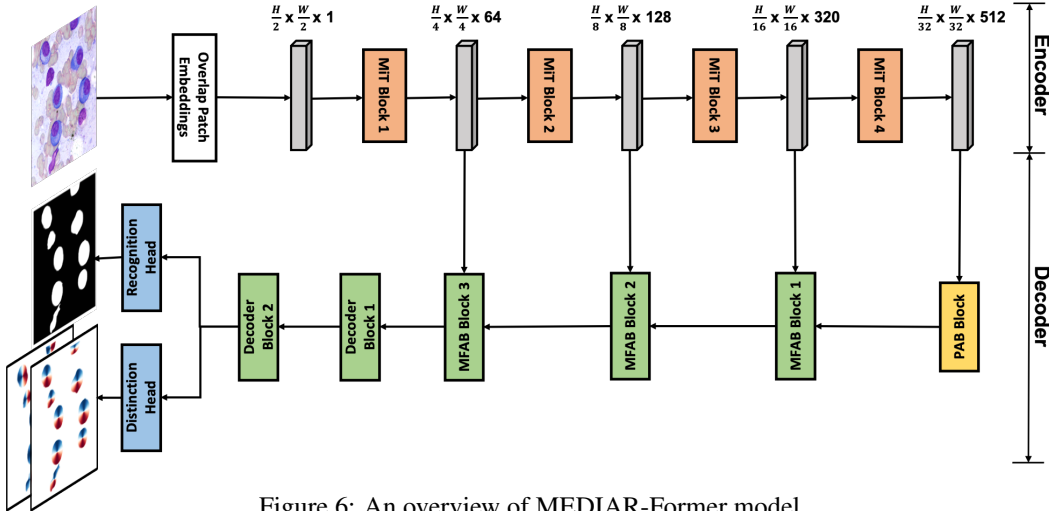 H/2 x W/2 x 1
H/4 x W/4 x 64
H/8 x W/8 x 128
H/16 x W/16 x 320
H/32 x W/32 x 512
Overlap Patch
Embeddings
MiT Block 1
MiT Block 2
MiT Block 3
MiT Block 4
Encoder
Recognition
Head
Distinction
Head
Decoder
Block 2
Decoder
Block 1
MFAB Block 3
MFAB Block 2
MFAB Block 1
PAB Block
Decoder
Figure 6: An overview of MEDIAR-Former model